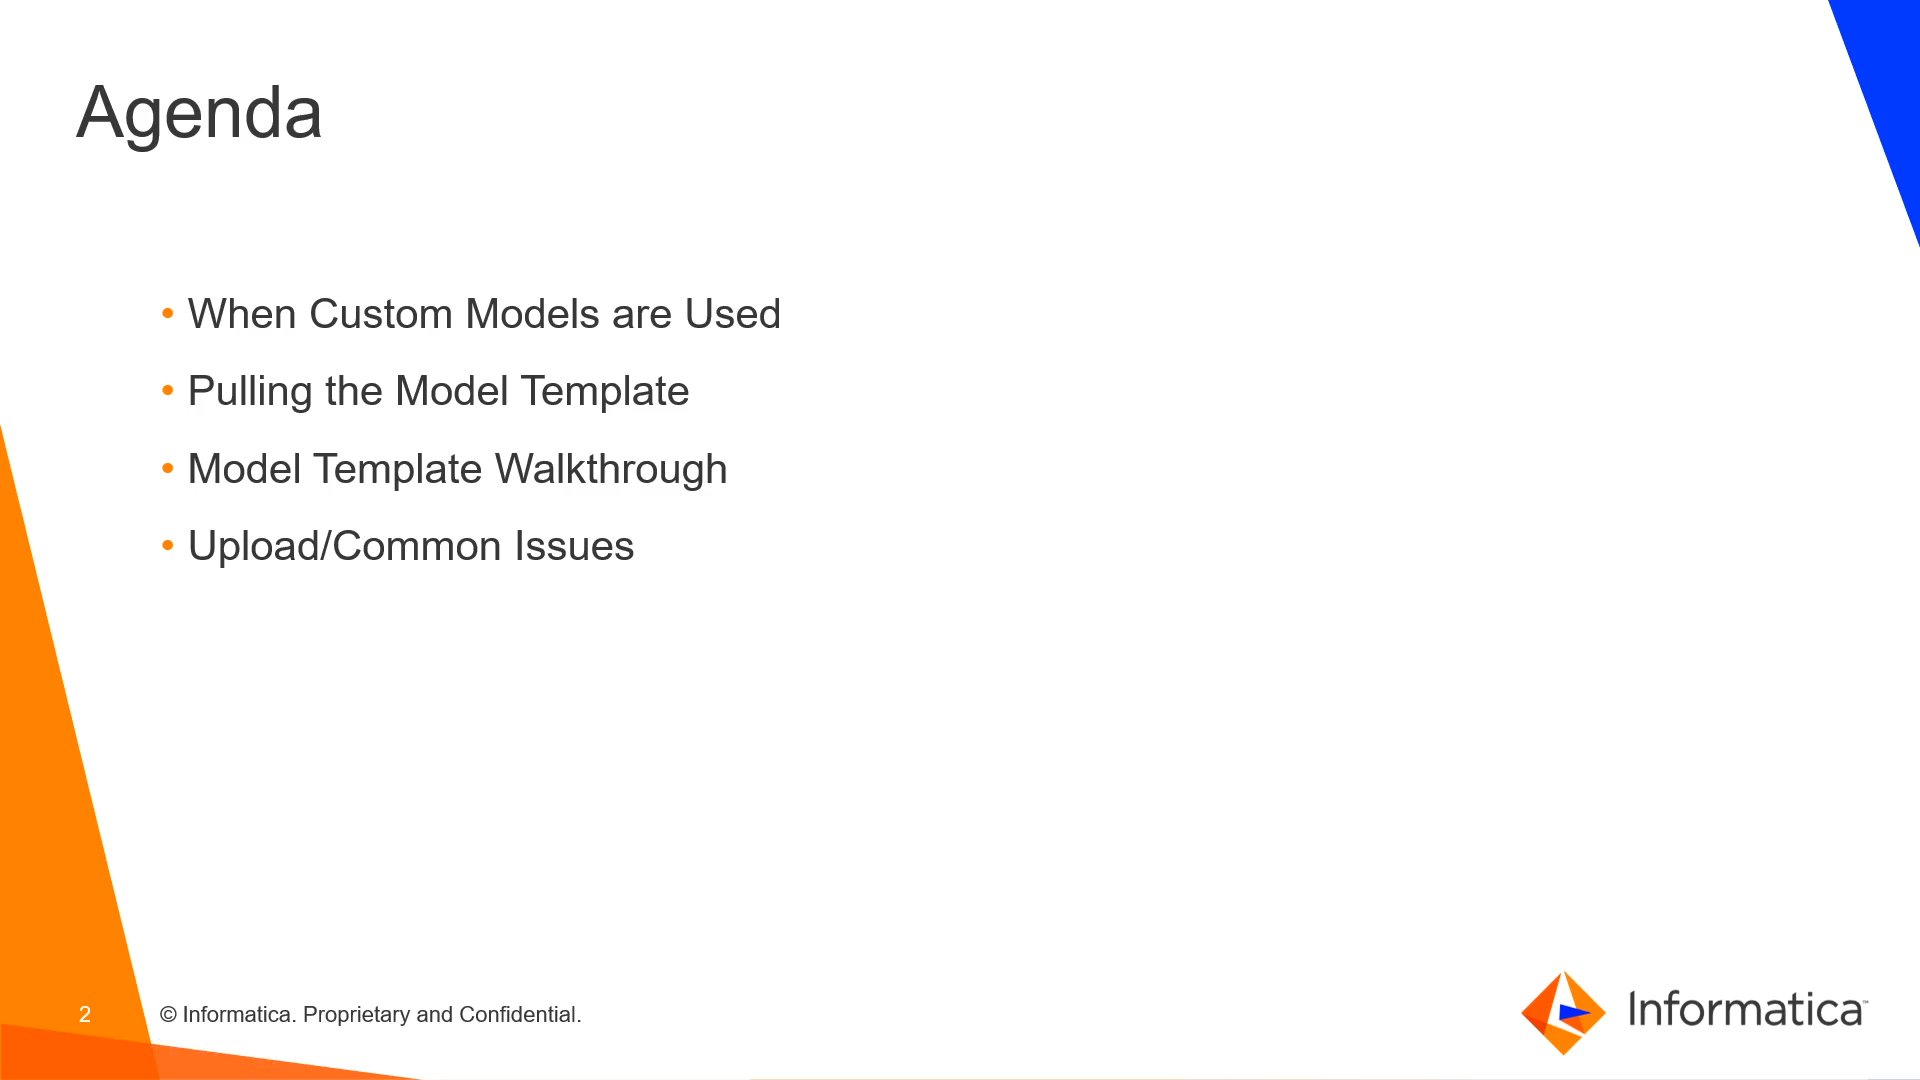 Agenda
• When Custom Models are Used
• Pulling the Model Template
• Model Template Walkthrough
• Upload/Common Issues
2
© Informatica. Proprietary and Confidential.
Informatica™